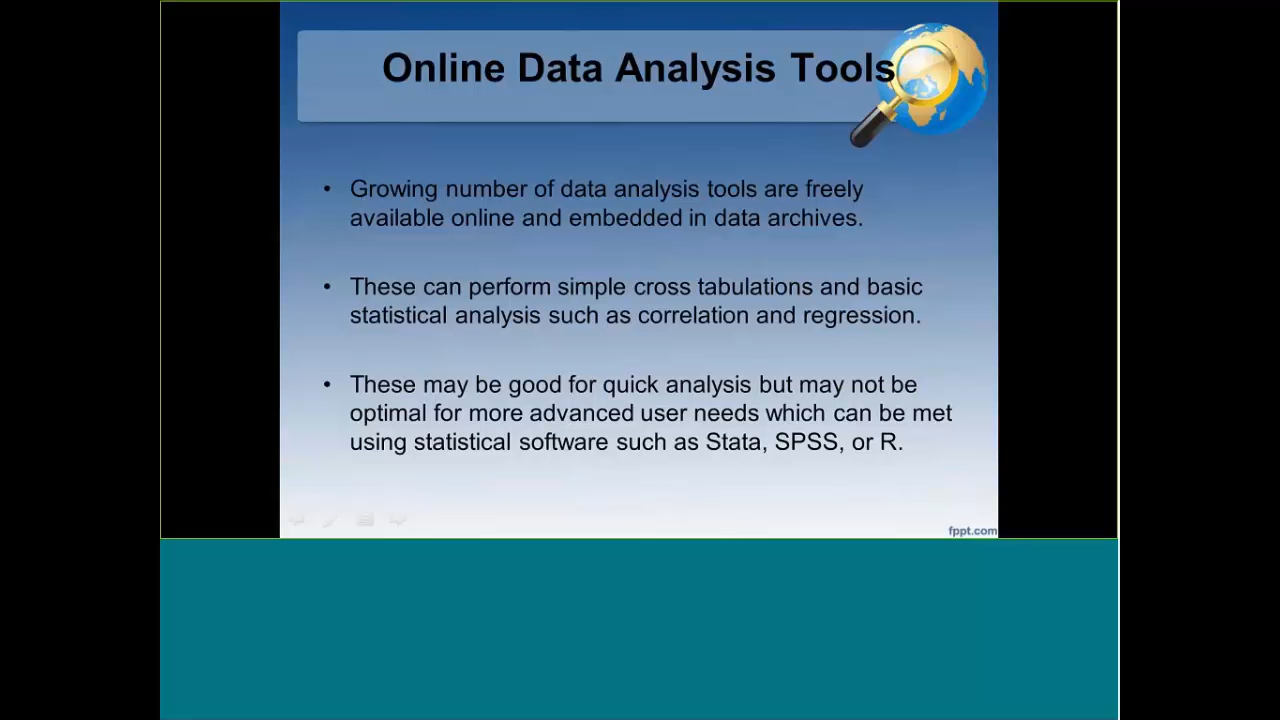 Online Data Analysis Tools
• Growing number of data analysis tools are freely
available online and embedded in data archives.
• These can perform simple cross tabulations and basic
statistical analysis such as correlation and regression.
• These may be good for quick analysis but may not be
optimal for more advanced user needs which can be met
using statistical software such as Stata, SPSS, or R.
fppt.com